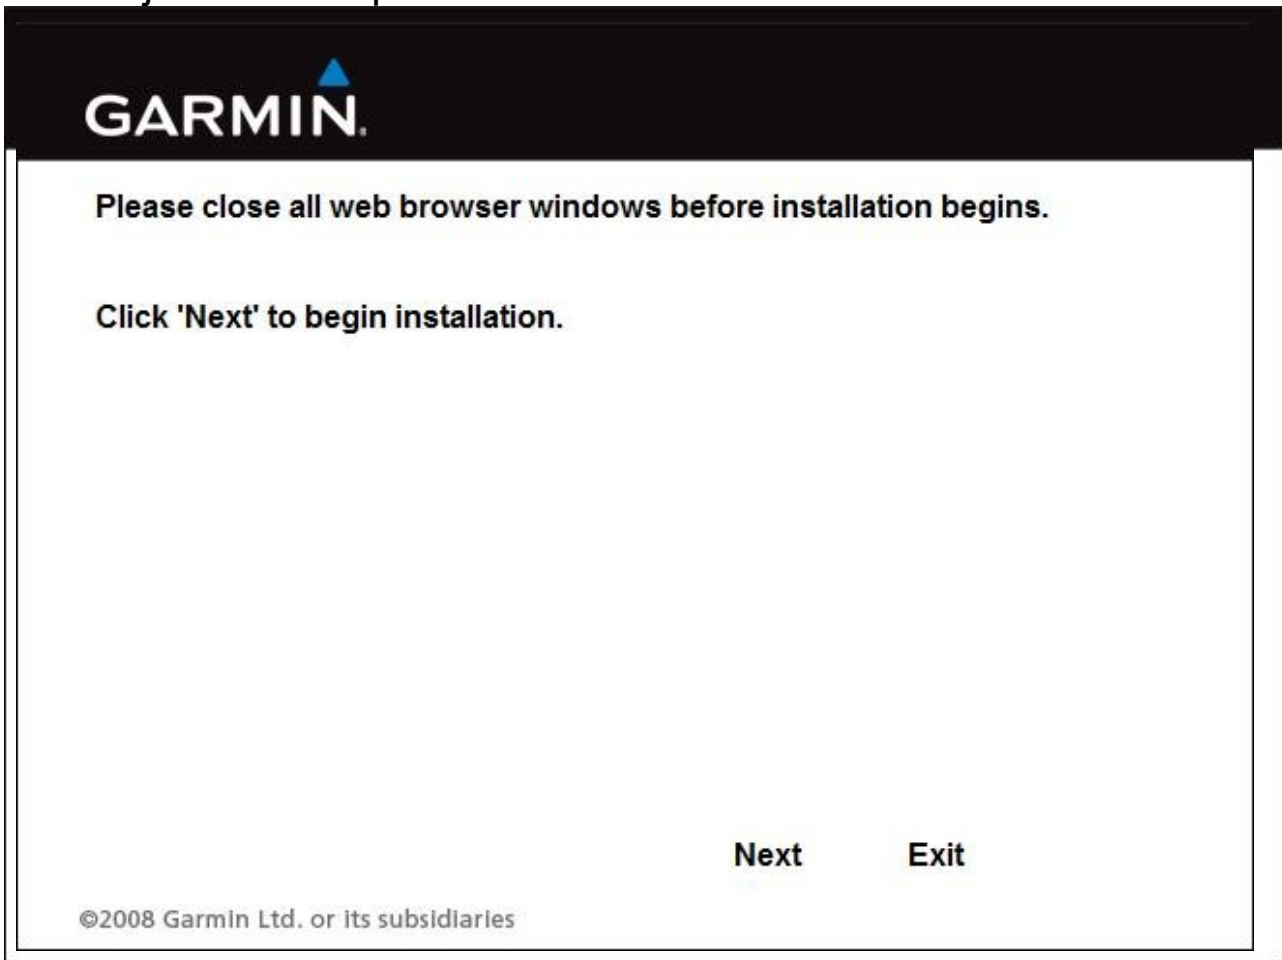 GARMIN.
Please close all web browser windows before installation begins.
Click 'Next' to begin installation.
Next Exit
©2008 Garmin Ltd. or its subsidiaries